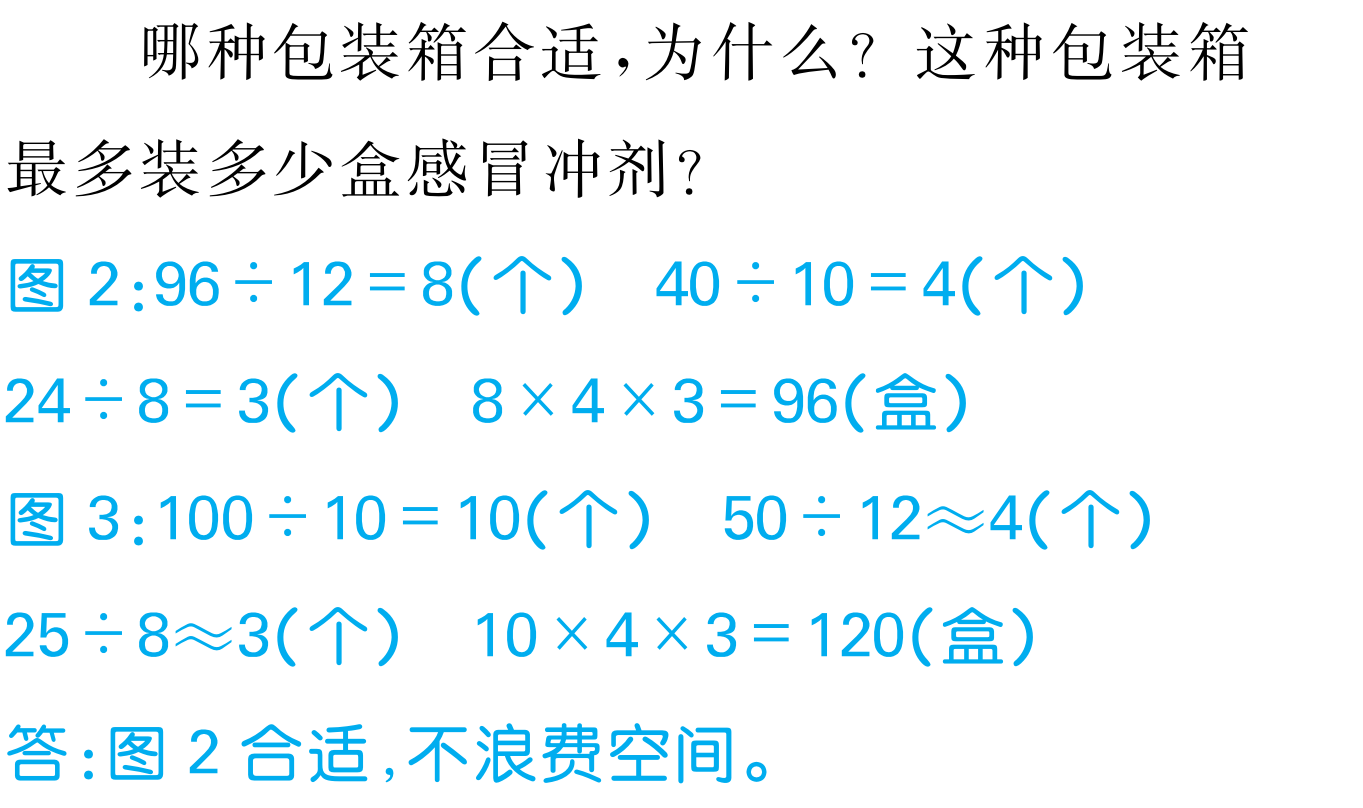 哪种包装箱合适,为什么? 这种包装箱
最多装多少盒感冒冲剂?
图 2:96÷12=8(个) 40÷10=4(个)
24÷8=3(个) 8×4×3=96(盒)
图 3:100÷10=10(个) 50÷12≈4(个)
25÷8≈3(个) 10×4×3=120(盒)
答:图 2 合适,不浪费空间。